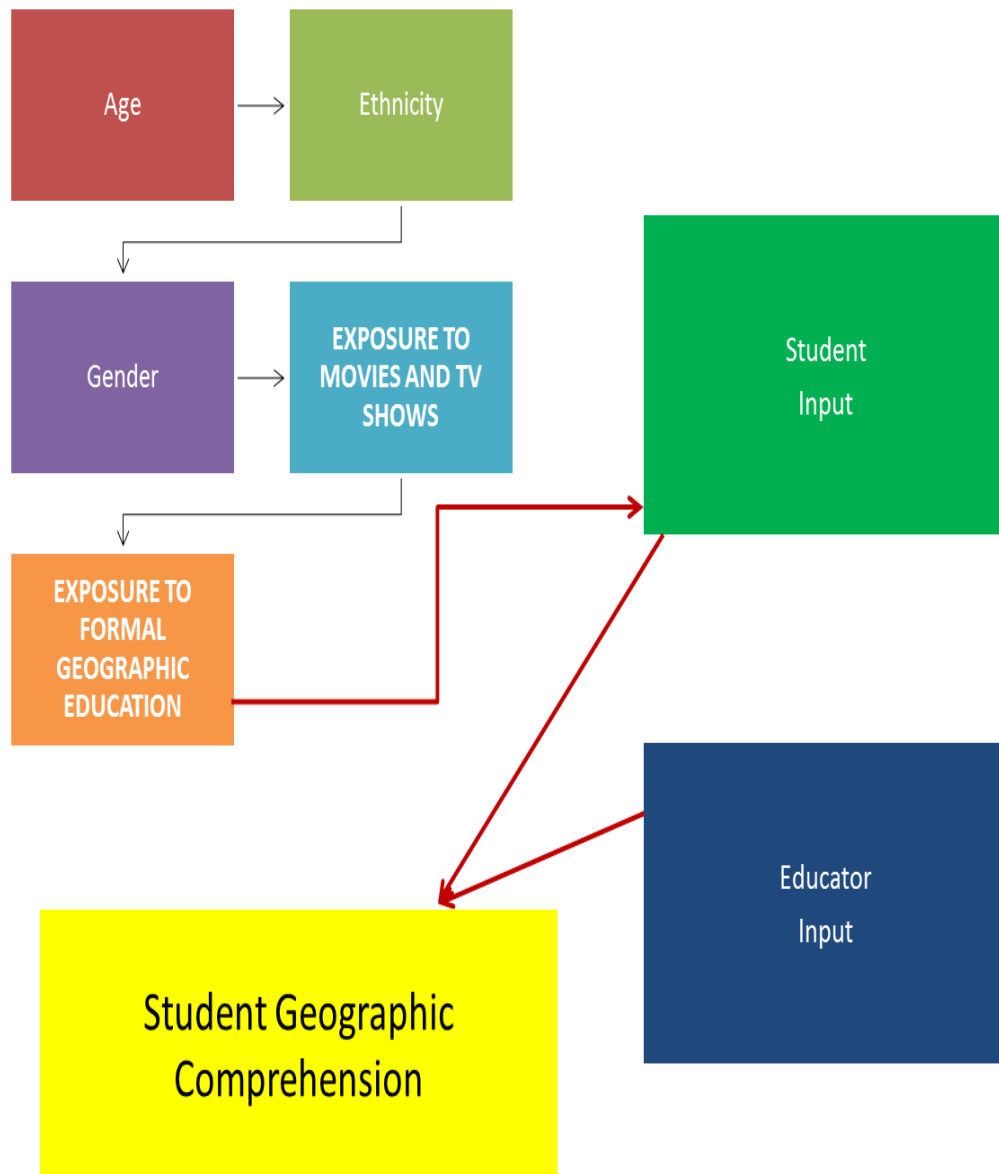 Age
Ethnicity
Gender
EXPOSURE TO
MOVIES AND TV
SHOWS
EXPOSURE TO
FORMAL
GEOGRAPHIC
EDUCATION
Student
Input
Educator
Input
Student Geographic
Comprehension